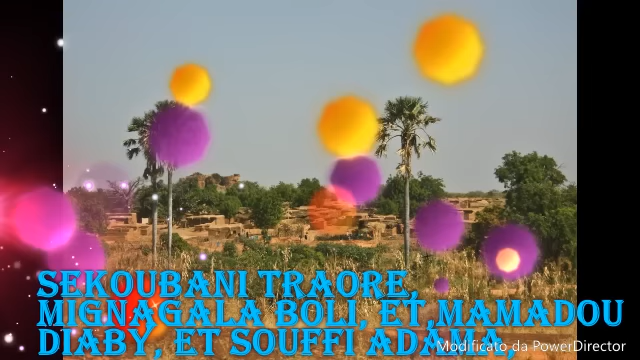 SEKOUBANI TRAORE,
MIGNAGALA BOLI, ET MAMADOU
DIABY, ET SOUFFI ADAMA
Modificato da PowerDirector